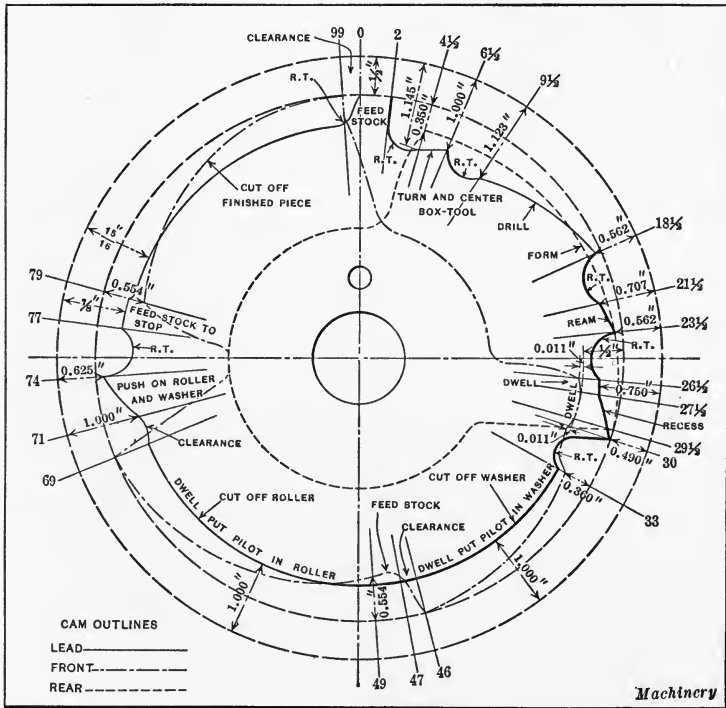 CLEARANCE
99
0
2
4½
6½
9½
R.T.
½"
1.145"
0.350"
1.000"
1.123"
FEED
STOCK
R.T.
R.T.
TURN AND CENTER
BOX-TOOL
CUT OFF
FINISHED PIECE
DRILL
FORM
0.562"
18½
R.T.
0.707"
21½
REAM
0.562"
23½
R.T.
15/16"
79
0.554"
⅞"
FEED STOCK TO
STOP
77
R.T.
0.011"
½"
74
0.625"
PUSH ON ROLLER
AND WASHER
DWELL
DWELL
26½
0.750"
27½
RECESS
1.000"
71
CLEARANCE
0.011"
29½
30
0.490"
R.T.
69
0.360"
33
CUT OFF ROLLER
DWELL PUT PILOT IN ROLLER
FEED STOCK
CLEARANCE
CUT OFF WASHER
DWELL PUT PILOT IN WASHER
1.000"
0.554"
1.000"
49
47
46
CAM OUTLINES
LEAD
FRONT
REAR
Machinery